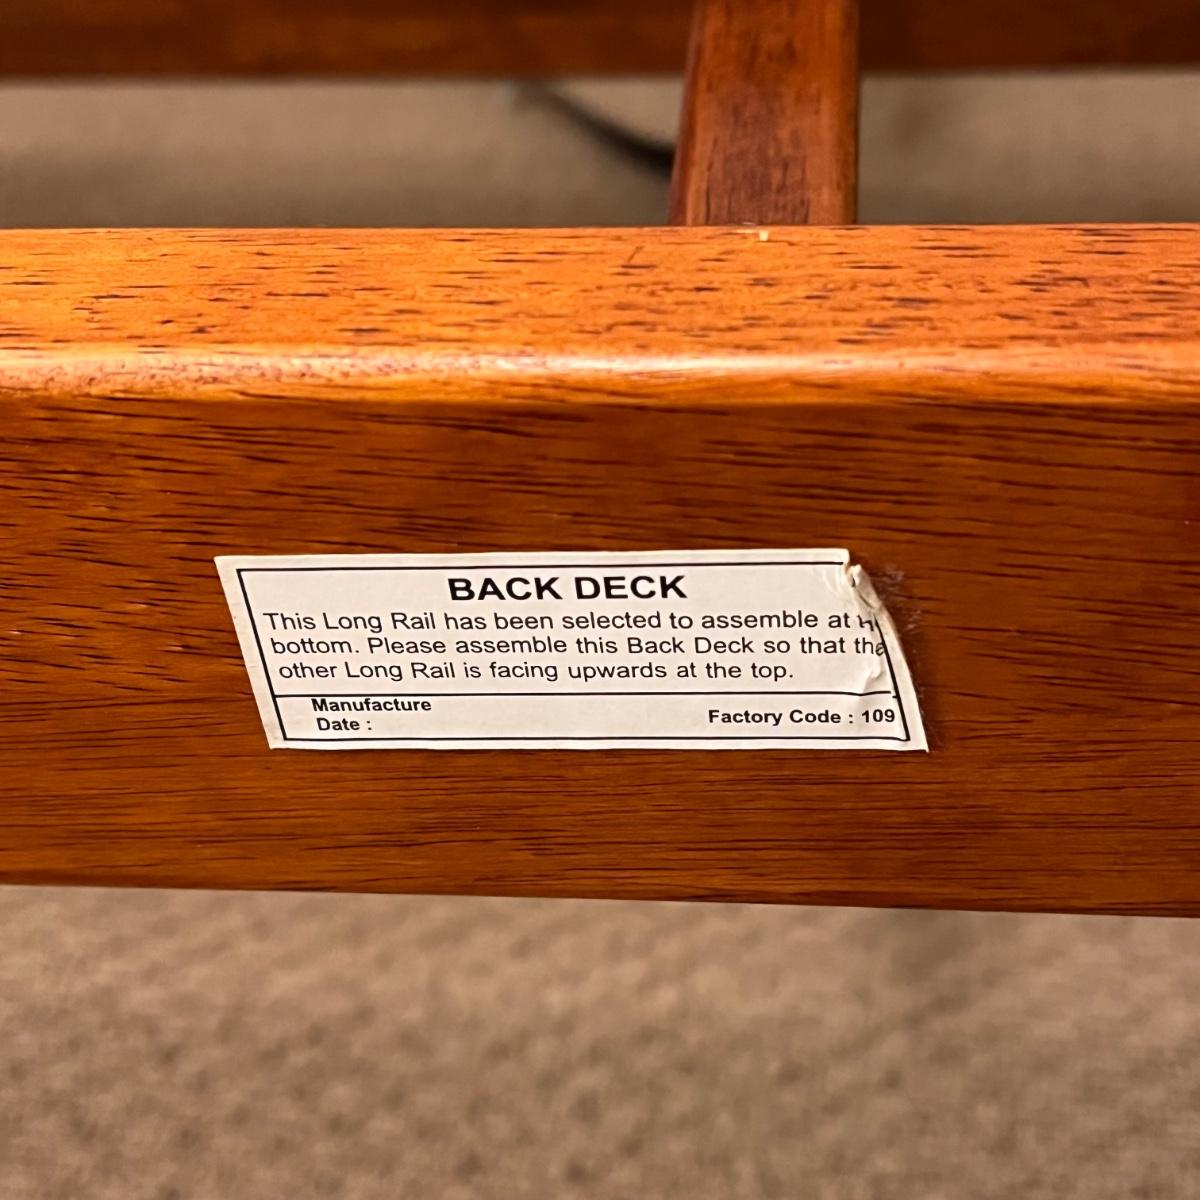 BACK DECK
This Long Rail has been selected to assemble at
bottom. Please assemble this Back Deck so that the
other Long Rail is facing upwards at the top.
Manufacture
Date :
Factory Code : 109